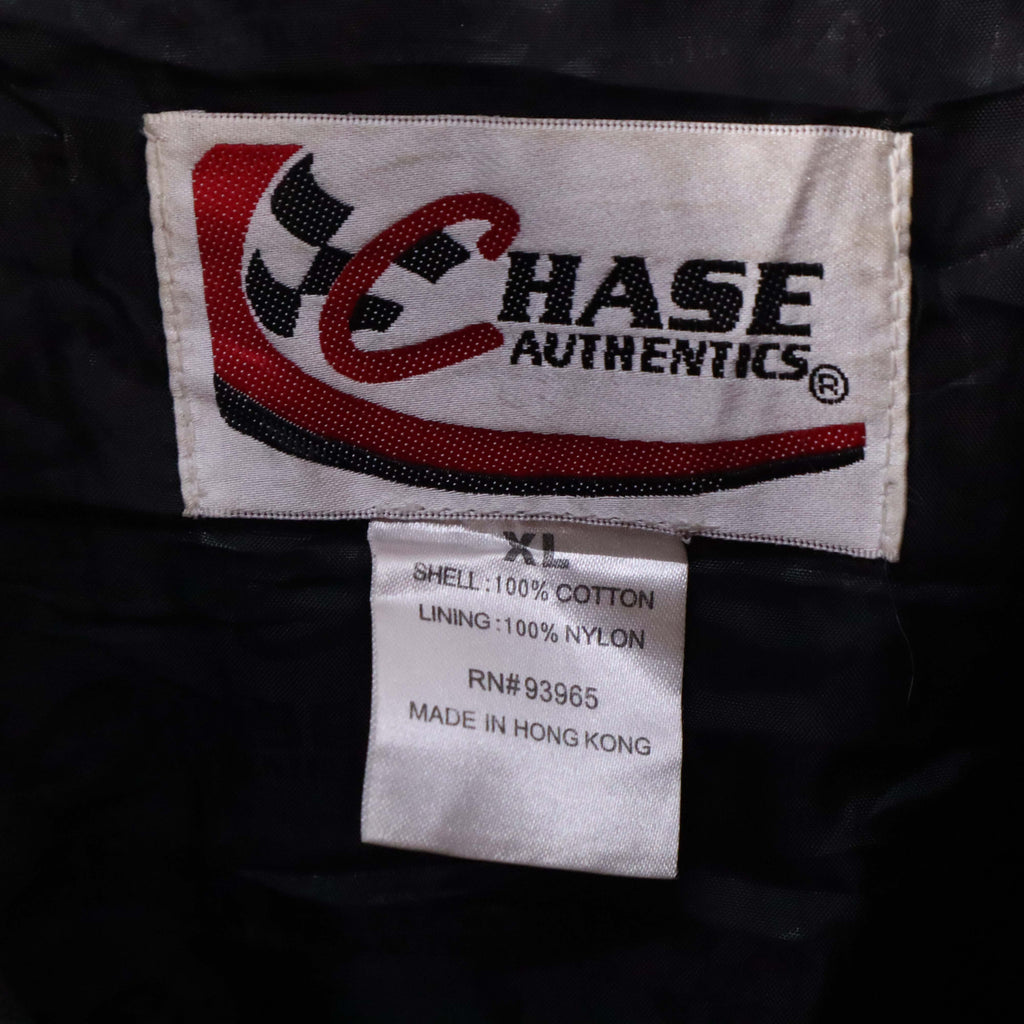 CHASE
AUTHENTICS®
XL
SHELL:100% COTTON
LINING:100% NYLON
RN#93965
MADE IN HONG KONG